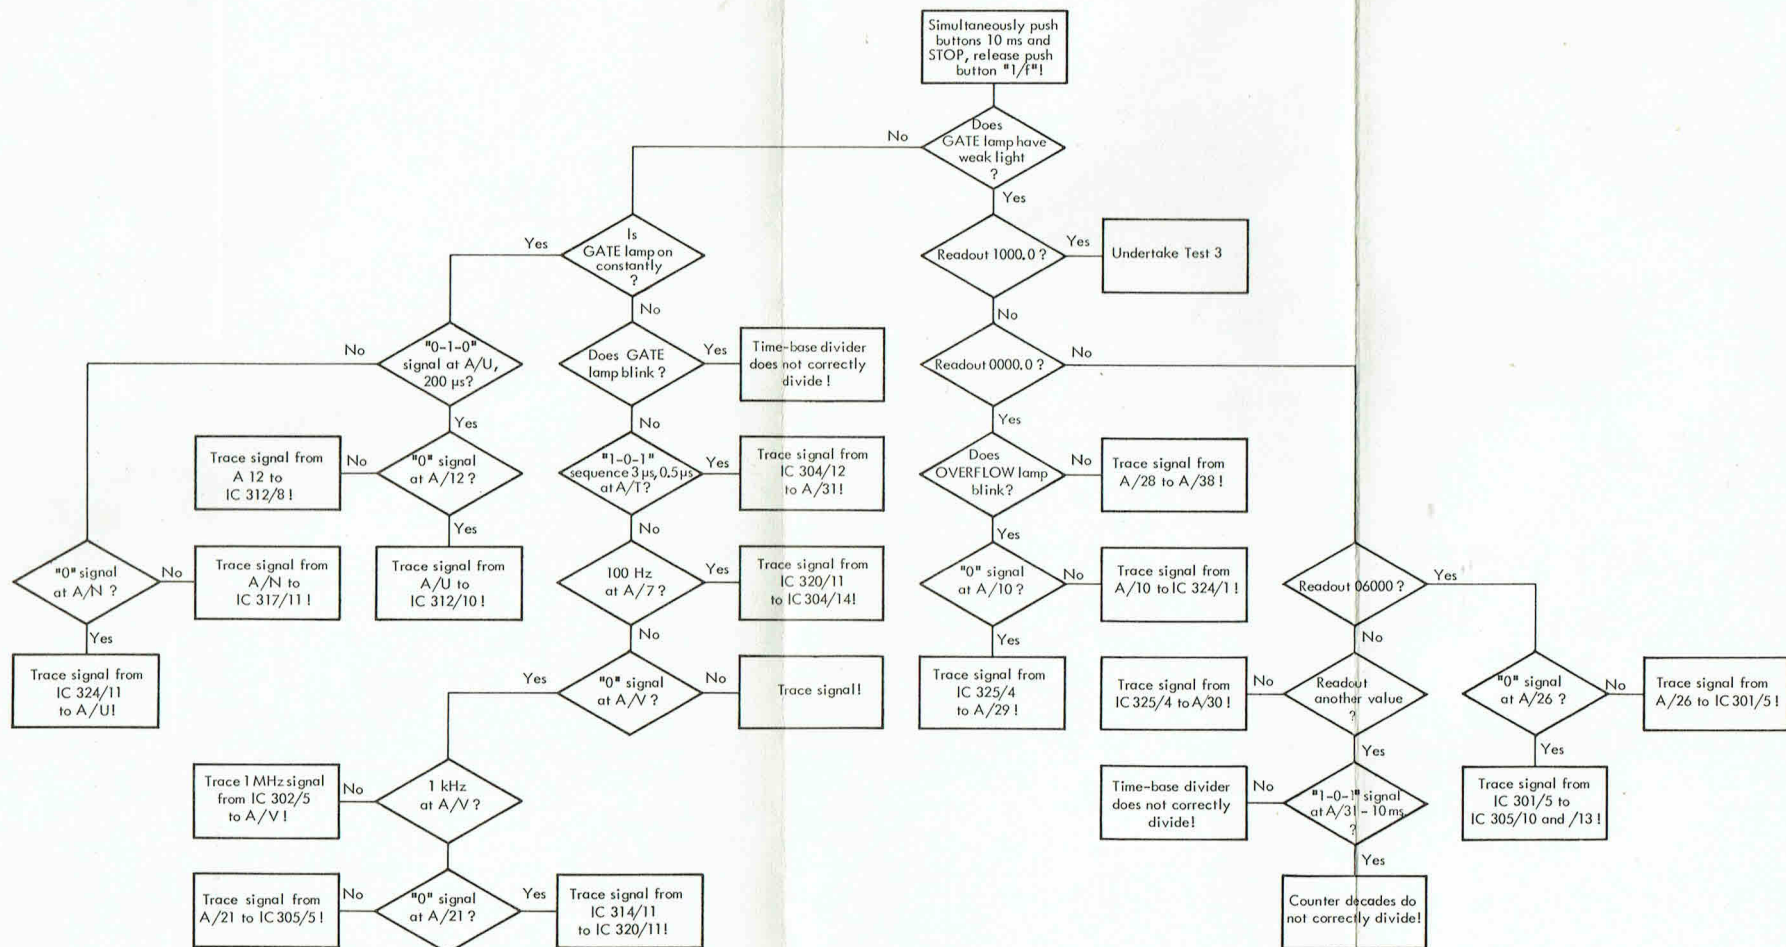 Simultaneously push
buttons 10 ms and
STOP, release push
button "1/f"!
Does
GATE lamp have
weak light
?
No
Yes
Is
GATE lamp on
constantly
?
Yes
No
Readout 1000.0 ?
Yes
Undertake Test 3
No
"0-1-0"
signal at A/U,
200 µs?
No
Yes
Does GATE
lamp blink ?
Yes
Time-base divider
does not correctly
divide !
No
Readout 0000.0 ?
No
Yes
Trace signal from
A 12 to
IC 312/8 !
No
"0" signal
at A/12 ?
Yes
"1-0-1"
sequence 3 µs, 0.5 µs
at A/T?
Yes
Trace signal from
IC 304/12
to A/31!
No
Does
OVERFLOW lamp
blink?
No
Trace signal from
A/28 to A/38 !
Yes
"0" signal
at A/N ?
No
Trace signal from
A/N to
IC 317/11 !
Yes
Trace signal from
A/U to
IC 312/10 !
100 Hz
at A/7 ?
Yes
Trace signal from
IC 320/11
to IC 304/14!
No
"0" signal
at A/10 ?
No
Trace signal from
A/10 to IC 324/1 !
Yes
Readout 06000 ?
Yes
No
Trace signal from
IC 324/11
to A/U!
Yes
"0" signal
at A/V ?
No
Trace signal!
Trace signal from
IC 325/4
to A/29 !
Trace signal from
IC 325/4 to A/30 !
No
Readout
another value
?
Yes
"0" signal
at A/26 ?
No
Trace signal from
A/26 to IC 301/5 !
Yes
Trace 1 MHz signal
from IC 302/5
to A/V !
No
1 kHz
at A/V ?
Time-base divider
does not correctly
divide!
No
"1-0-1" signal
at A/31 - 10 ms
?
Yes
Trace signal from
IC 301/5 to
IC 305/10 and /13 !
Trace signal from
A/21 to IC 305/5 !
No
"0" signal
at A/21 ?
Yes
Trace signal from
IC 314/11
to IC 320/11!
Counter decades do
not correctly divide!